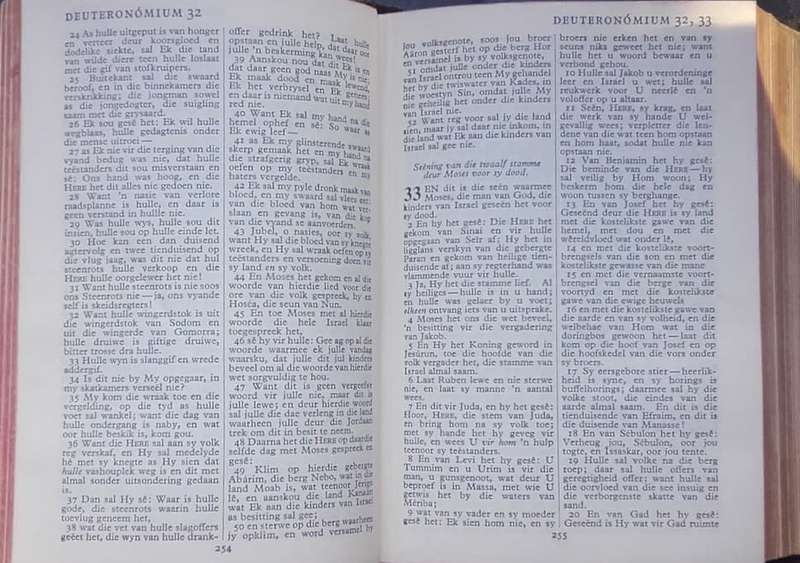 DEUTERONÓMIUM 32
24 As hulle uitgeput is van honger
en verteer deur koorsgloed en
dodelike siekte, sal Ek die tand
van wilde diere teen hulle loslaat
met die gif van stofkruipers.
25 Buitekant sal die swaard
beroof, en in die binnekamers die
verskrikking; die jongman sowel
as die jongedogter, die suigling
saam met die grysaard.
26 Ek sou gesê het: Ek wil hulle
wegblaas, hulle gedagtenis onder
die mense uitroei—
27 as Ek nie vir die terging van die
vyand bedug was nie, dat hulle
teëstanders dit sou misverstaan en
sê: Ons hand was hoog, en die
HERE het dit alles nie gedoen nie.
28 Want 'n nasie van verlore
raadsplanne is hulle, en daar is
geen verstand in hulle nie.
29 Was hulle wys, hulle sou dit
insien, hulle sou op hulle einde let.
30 Hoe kan een dan duisend
agtervolg en twee tienduisend op
die vlug jaag, was dit nie dat hul
steenrots hulle verkoop en die
HERE hulle oorgelewer het nie!
31 Want hulle steenrots is nie soos
ons Steenrots nie—ja, ons vyande
self is skeidsregters!
32 Want hulle wingerdstok is uit
die wingerdstok van Sodom en
uit die wingerde van Gomorra;
hulle druiwe is giftige druiwe,
bitter trosse dra hulle.
33 Hulle wyn is slanggif en wrede
addergif.
34 Is dit nie by My opgegaar, in
my skatkamers verseël nie?
35 My kom die wraak toe en die
vergelding, op die tyd as hulle
voet sal wankel; want die dag van
hulle ondergang is naby, en wat
oor hulle beskik is, kom gou.
36 Want die HERE sal aan sy volk
reg verskaf, en Hy sal medelyde
hê met sy knegte as Hy sien dat
hulle vashouplek weg is en dit met
almal sonder uitsondering gedaan
is.
37 Dan sal Hy sê: Waar is hulle
gode, die steenrots waarin hulle
toevlug geneem het,
38 wat die vet van hulle slagoffers
geëet het, die wyn van hulle drank-
offer gedrink het? Laat hulle
opstaan en julle help, dat daar oor
julle 'n beskerming kan wees!
39 Aanskou nou dat Ek dit is en
dat daar geen god naas My is nie;
Ek maak dood en maak lewend,
Ek het verbrysel en Ek genees;
en daar is niemand wat uit my hand
red nie.
40 Want Ek sal my hand na die
hemel ophef en sê: So waar as
Ek ewig leef—
41 as Ek my glinsterende swaard
skerp gemaak het en my hand na
die strafgerig gryp, sal Ek wraak
oefen op my teëstanders en my
haters vergelde.
42 Ek sal my pyle dronk maak van
bloed, en my swaard sal vlees eet:
van die bloed van hom wat ver-
slaan en gevang is, van die kop
van die vyand se aanvoerders.
43 Jubel, o nasies, oor sy volk,
want Hy sal die bloed van sy knegte
wreek, en Hy sal wraak oefen op sy
teëstanders en versoening doen vir
sy land en sy volk.
44 En Moses het gekom en al die
woorde van hierdie lied voor die
ore van die volk gespreek, hy en
Hoséa, die seun van Nun.
45 En toe Moses met al hierdie
woorde die hele Israel klaar
toegespreek het,
46 sê hy vir hulle: Gee ag op al die
woorde waarmee ek julle vandag
waarsku, dat julle dit jul kinders
beveel om al die woorde van hierdie
wet sorgvuldig te hou.
47 Want dit is geen vergeefse
woord vir julle nie, maar dit is
julle lewe; en deur hierdie woord
sal julle die dae verleng in die land
waarheen julle deur die Jordaan
trek om dit in besit te neem.
48 Daarna het die HERE op daardie
selfde dag met Moses gespreek en
gesê:
49 Klim op hierdie gebergte
Abárim, die berg Nebo, wat in die
land Moab is, wat teenoor Jérigo
lê, en aanskou die land Kanaän
wat Ek aan die kinders van Israel
as besitting sal gee;
50 en sterwe op die berg waarheen
jy opklim, en word versamel by
254
DEUTERONÓMIUM 32, 33
jou volksgenote, soos jou broer
Aäron gesterf het op die berg Hor
en versamel is by sy volksgenote,
51 omdat julle onder die kinders
van Israel ontrou teen My gehandel
het by die twiswater van Kades, in
die woestyn Sin, omdat julle My
nie geheilig het onder die kinders
van Israel nie.
52 Want reg voor sal jy die land
sien, maar jy sal daar nie inkom, in
die land wat Ek aan die kinders van
Israel sal gee nie.
Seëning van die twaalf stamme
deur Moses voor sy dood.
33 EN dit is die seën waarmee
Moses, die man van God, die
kinders van Israel geseën het voor
sy dood.
2 En hy het gesê: Die HERE het
gekom van Sinai en vir hulle
opgegaan van Seïr af; Hy het in
ligglans verskyn van die gebergte
Paran en gekom van heilige tien-
duisende af; aan sy regterhand was
vlammende vuur vir hulle.
3 Ja, Hy het die stamme lief. Al
sy heiliges—hulle is in u hand;
en hulle was gelaer by u voet;
elkeen ontvang iets van u uitsprake.
4 Moses het ons die wet beveel,
'n besitting vir die vergadering
van Jakob.
5 En Hy het Koning geword in
Jesúrun, toe die hoofde van die
volk vergader het, die stamme van
Israel almal saam.
6 Laat Ruben lewe en nie sterwe
nie, en laat sy manne 'n aantal
wees.
7 En dit vir Juda, en hy het gesê:
Hoor, HERE, die stem van Juda,
en bring hom na sy volk toe;
met sy hande het hy geveg vir
hulle, en wees U vir hom 'n hulp
teenoor sy teëstanders.
8 En van Levi het hy gesê: U
Tummim en u Urim is vir die
man, u gunsgenoot, wat deur U
beproef is in Massa, met wie U
getwis het by die waters van
Mériba;
9 wat van sy vader en sy moeder
gesê het: Ek sien hom nie, en sy
broers nie erken het en van sy
seuns niks geweet het nie; want
hulle het u woord bewaar en u
verbond gehou.
10 Hulle sal Jakob u verordeninge
leer en Israel u wet; hulle sal
reukwerk voor U neerlê en 'n
voloffer op u altaar.
11 Seën, HERE, sy krag, en laat
die werk van sy hande U wel-
gevallig wees; verpletter die len-
dene van die wat teen hom opstaan
en hom haat, sodat hulle nie kan
opstaan nie.
12 Van Benjamin het hy gesê:
Die beminde van die HERE—hy
sal veilig by Hom woon; Hy
beskerm hom die hele dag en
woon tussen sy berghange.
13 En van Josef het hy gesê:
Geseënd deur die HERE is sy land
met die kostelikste gawe van die
hemel, met dou en met die
wêreldvloed wat onder lê,
14 en met die kostelikste voort-
brengsels van die son en met die
kostelikste gewasse van die mane
15 en met die vernaamste voort-
brengsel van die berge van die
voortyd en met die kostelikste
gawe van die ewige heuwels
16 en met die kostelikste gawe van
die aarde en van sy volheid, en die
welbehae van Hom wat in die
doringbos gewoon het—laat dit
kom op die hoof van Josef en op
die hoofskedel van die vors onder
sy broers.
17 Sy eersgebore stier—heerlik-
heid is syne, en sy horings is
buffelhorings; daarmee sal hy die
volke stoot, die eindes van die
aarde almal saam. En dit is die
tienduisende van Efraim, en dit is
die duisende van Manasse!
18 En van Sébulon het hy gesê:
Verheug jou, Sébulon, oor jou
togte, en Issaskar, oor jou tente.
19 Hulle sal volke na die berg
roep; daar sal hulle offers van
geregtigheid offer; want hulle sal
die oorvloed van die see insuig en
die verborgenste skatte van die
sand.
20 En van Gad het hy gesê:
Geseënd is Hy wat vir Gad ruimte
255